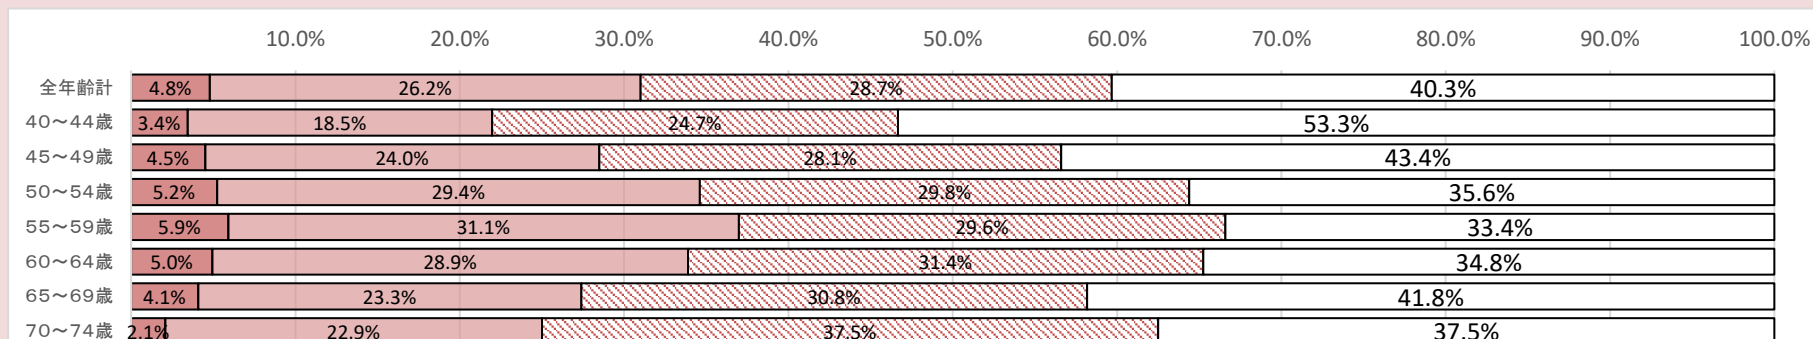 10.0% 20.0% 30.0% 40.0% 50.0% 60.0% 70.0% 80.0% 90.0% 100.0%
全年齢計 4.8% 26.2% 28.7% 40.3%
40～44歳 3.4% 18.5% 24.7% 53.3%
45～49歳 4.5% 24.0% 28.1% 43.4%
50～54歳 5.2% 29.4% 29.8% 35.6%
55～59歳 5.9% 31.1% 29.6% 33.4%
60～64歳 5.0% 28.9% 31.4% 34.8%
65～69歳 4.1% 23.3% 30.8% 41.8%
70～74歳 2.1% 22.9% 37.5% 37.5%